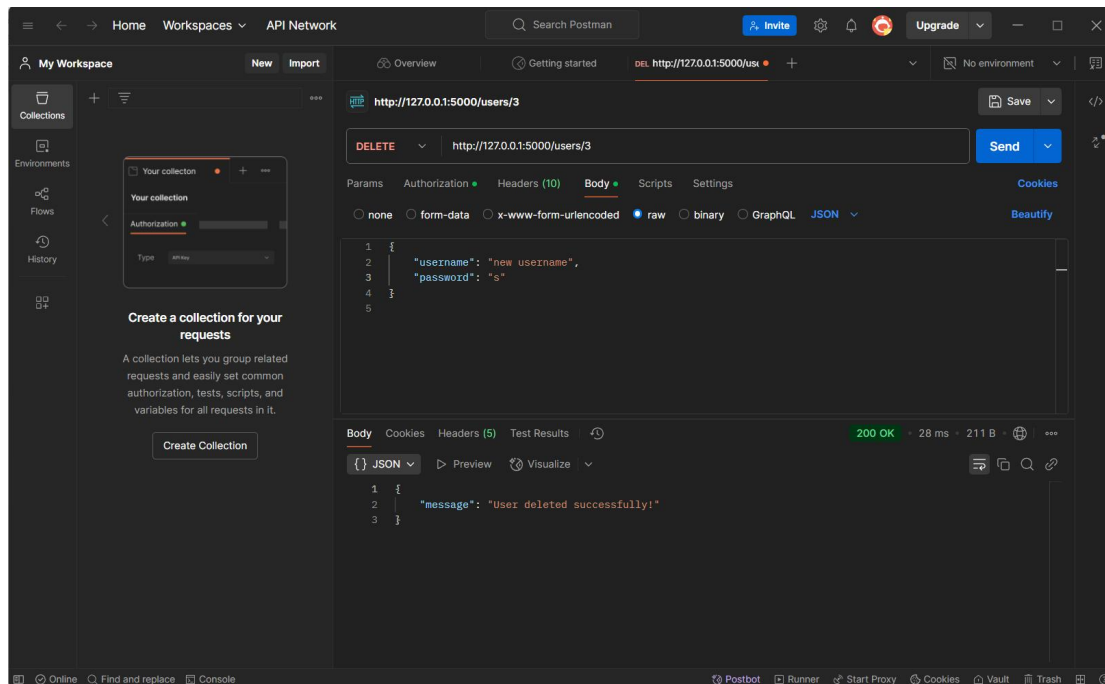 Home Workspaces API Network Search Postman Invite Upgrade
My Workspace New Import Overview Getting started DEL http://127.0.0.1:5000/use No environment
Collections
Environments
Flows
History
Your collecton
Your collection
Authorization
Type API Key
Create a collection for your
requests
A collection lets you group related
requests and easily set common
authorization, tests, scripts, and
variables for all requests in it.
Create Collection
HTTP http://127.0.0.1:5000/users/3 Save
DELETE http://127.0.0.1:5000/users/3 Send
Params Authorization Headers (10) Body Scripts Settings Cookies
none form-data x-www-form-urlencoded raw binary GraphQL JSON Beautify
1 {
2 "username": "new username",
3 "password": "s"
4 }
5
Body Cookies Headers (5) Test Results 200 OK 28 ms 211 B
{} JSON Preview Visualize
1 {
2 "message": "User deleted successfully!"
3 }
Online Find and replace Console Postbot Runner Start Proxy Cookies Vault Trash